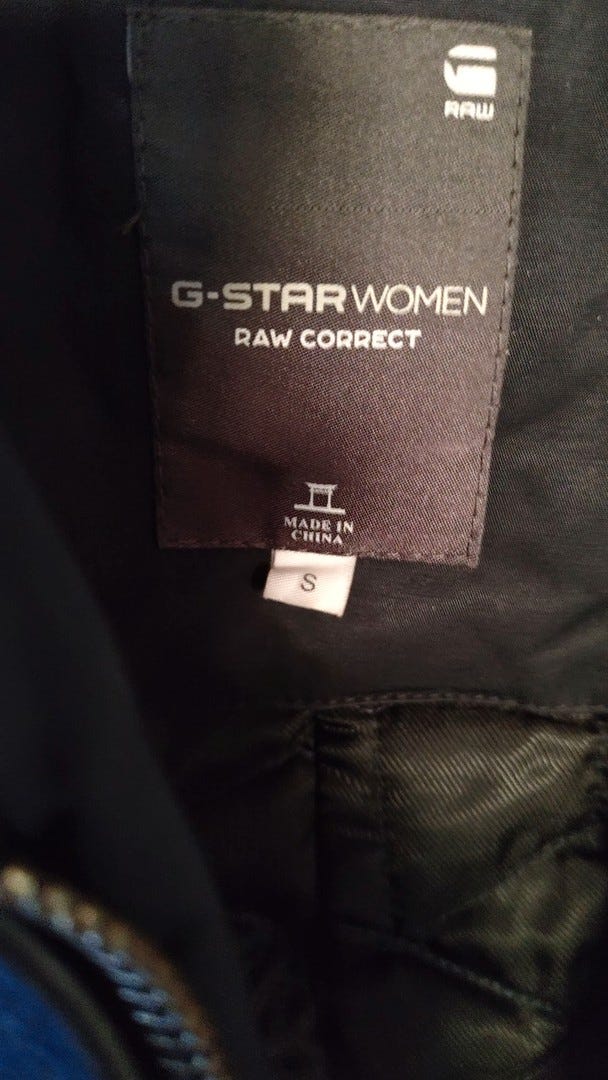 RAW
G-STAR WOMEN
RAW CORRECT
MADE IN
CHINA
S